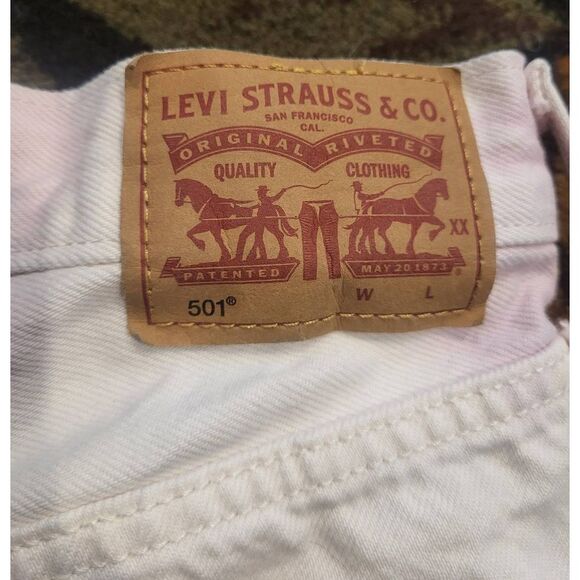 LEVI STRAUSS & CO.
SAN FRANCISCO
CAL.
ORIGINAL RIVETED
QUALITY CLOTHING
XX
PATENTED MAY 20 1873
501® W L